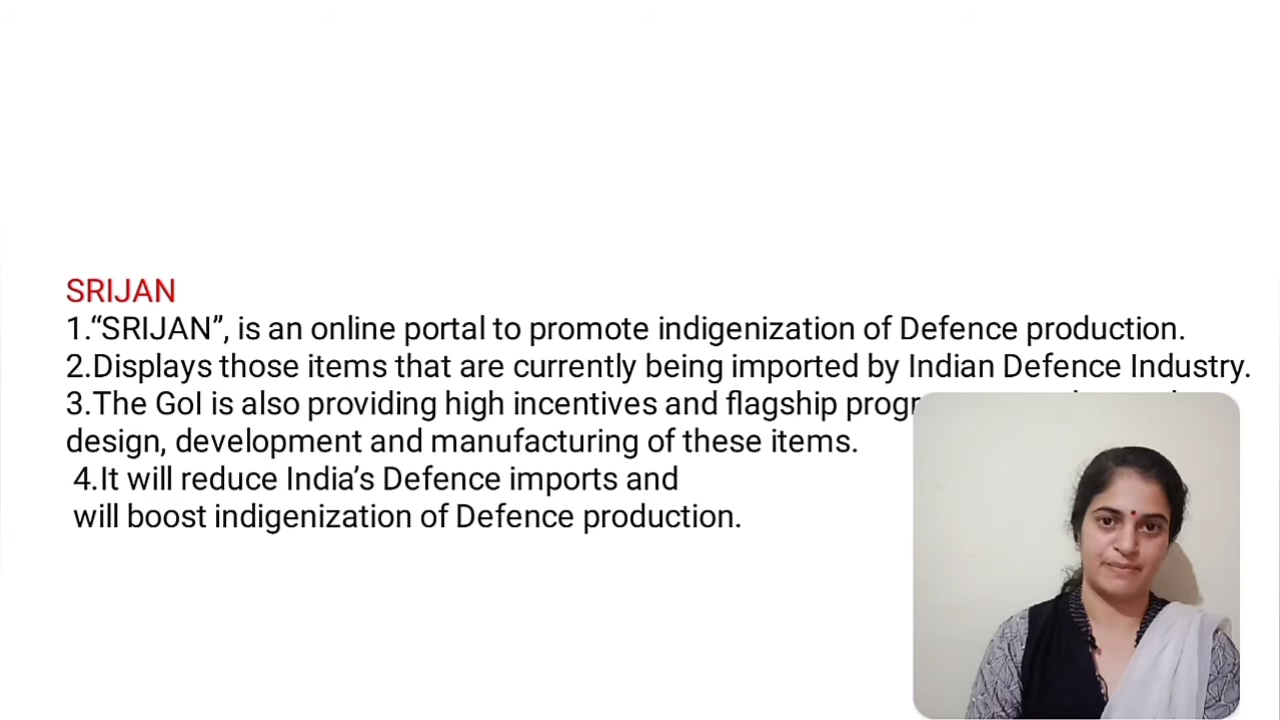 SRIJAN
1.“SRIJAN”, is an online portal to promote indigenization of Defence production.
2.Displays those items that are currently being imported by Indian Defence Industry.
3.The GoI is also providing high incentives and flagship
design, development and manufacturing of these items.
4.It will reduce India’s Defence imports and
will boost indigenization of Defence production.